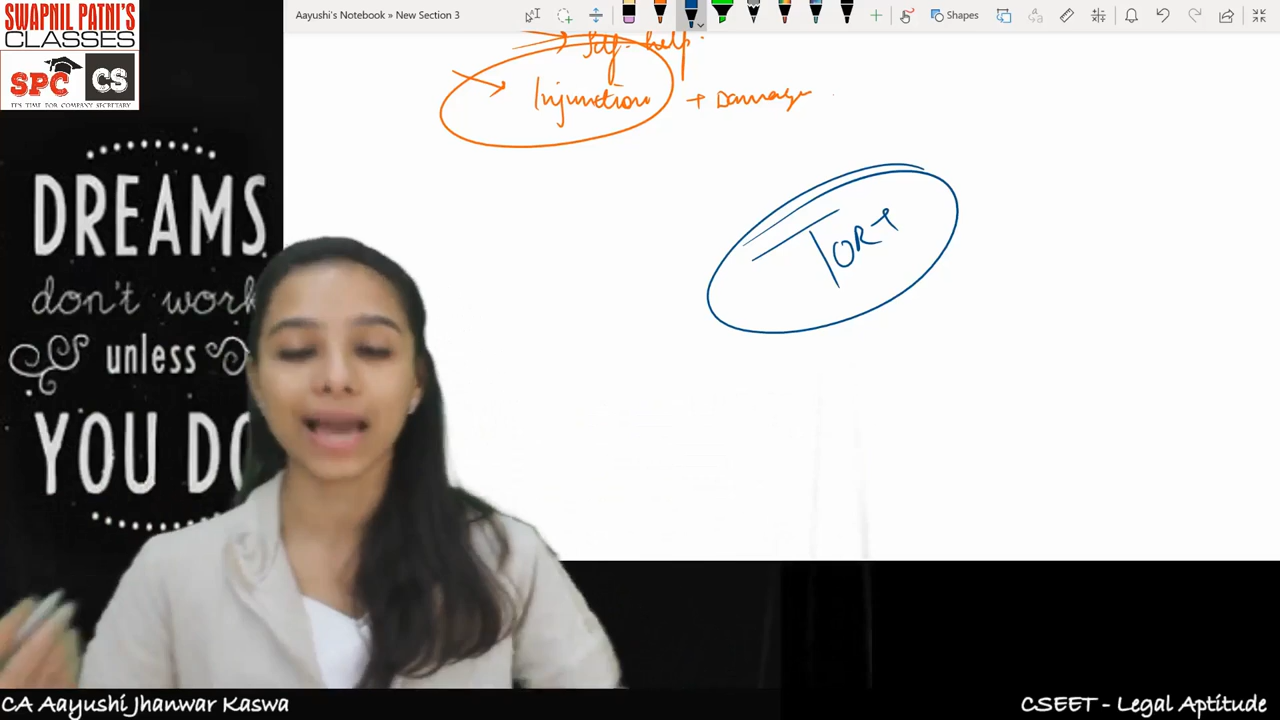 SWAPNIL PATNI'S
CLASSES
SPC CS
IT'S TIME FOR COMPANY SECRETARY
Aayushi's Notebook » New Section 3
Shapes
Self-help.
Injunction + Damage
TORT
DREAMS
don't work
unless
YOU DO
CA Aayushi Jhanwar Kaswa
CSEET - Legal Aptitude